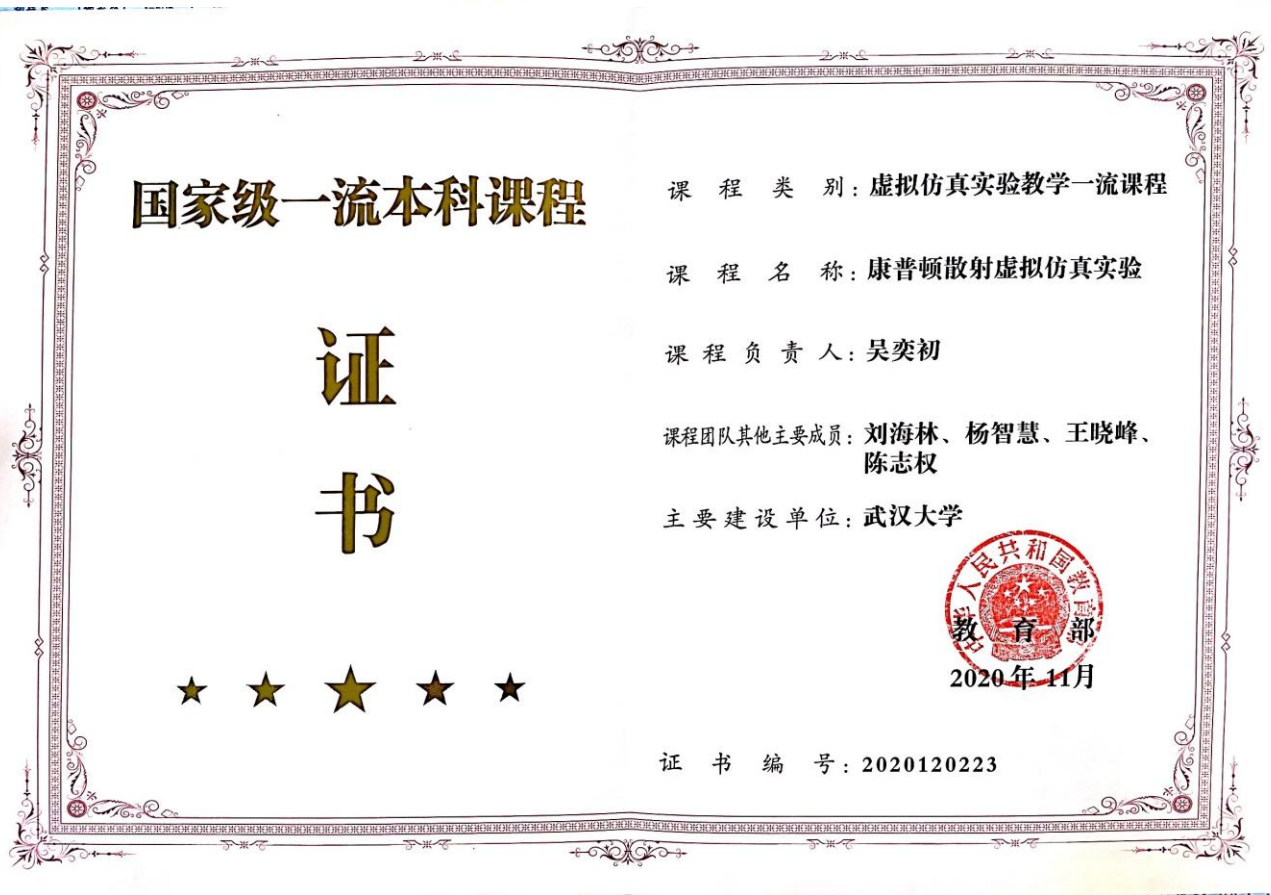 国家级一流本科课程
证
书
课程类别：虚拟仿真实验教学一流课程
课程名称：康普顿散射虚拟仿真实验
课程负责人：吴奕初
课程团队其他主要成员：刘海林、杨智慧、王晓峰、
陈志权
主要建设单位：武汉大学
中华人民共和国教育部
教育部
2020年11月
证书编号：2020120223